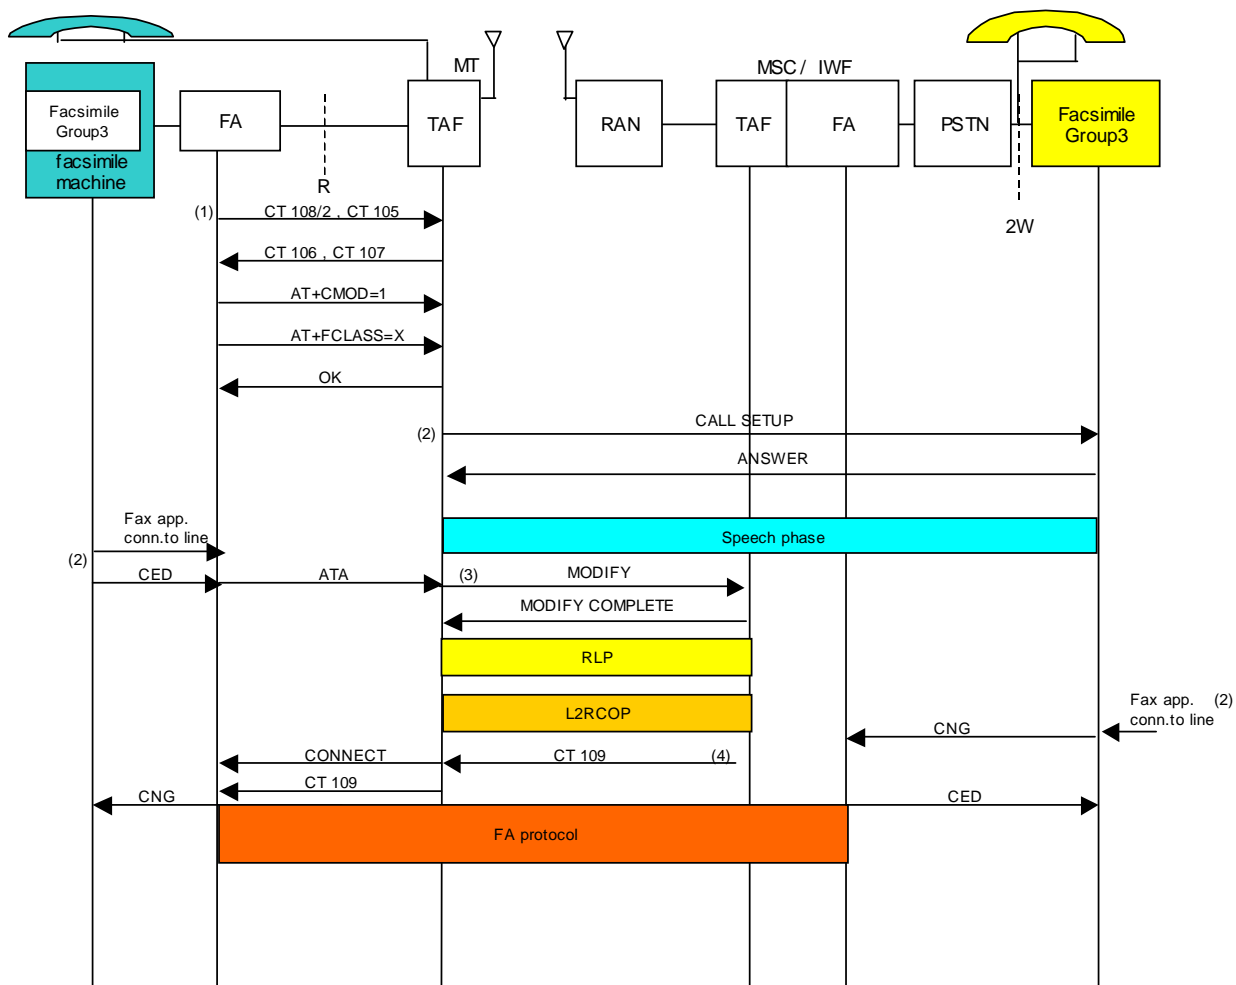 MT
MSC / IWF
Facsimile
Group3
facsimile
machine
FA
TAF
RAN
TAF
FA
PSTN
Facsimile
Group3
R
2W
(1)
CT 108/2 , CT 105
CT 106 , CT 107
AT+CMOD=1
AT+FCLASS=X
OK
(2)
CALL SETUP
ANSWER
Fax app.
conn.to line
(2)
Speech phase
CED
ATA
(3)
MODIFY
MODIFY COMPLETE
RLP
L2RCOP
Fax app. (2)
conn.to line
CNG
CONNECT
CT 109
(4)
CT 109
CNG
CED
FA protocol